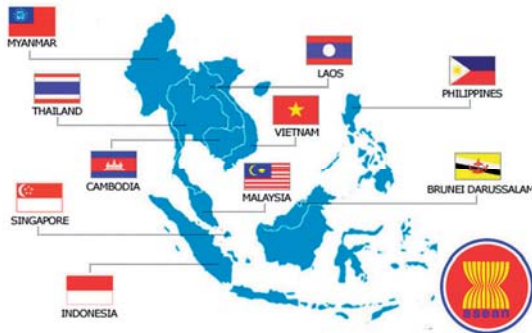 MYANMAR
LAOS
PHILIPPINES
THAILAND
VIETNAM
CAMBODIA
MALAYSIA
BRUNEI DARUSSALAM
SINGAPORE
INDONESIA
asean